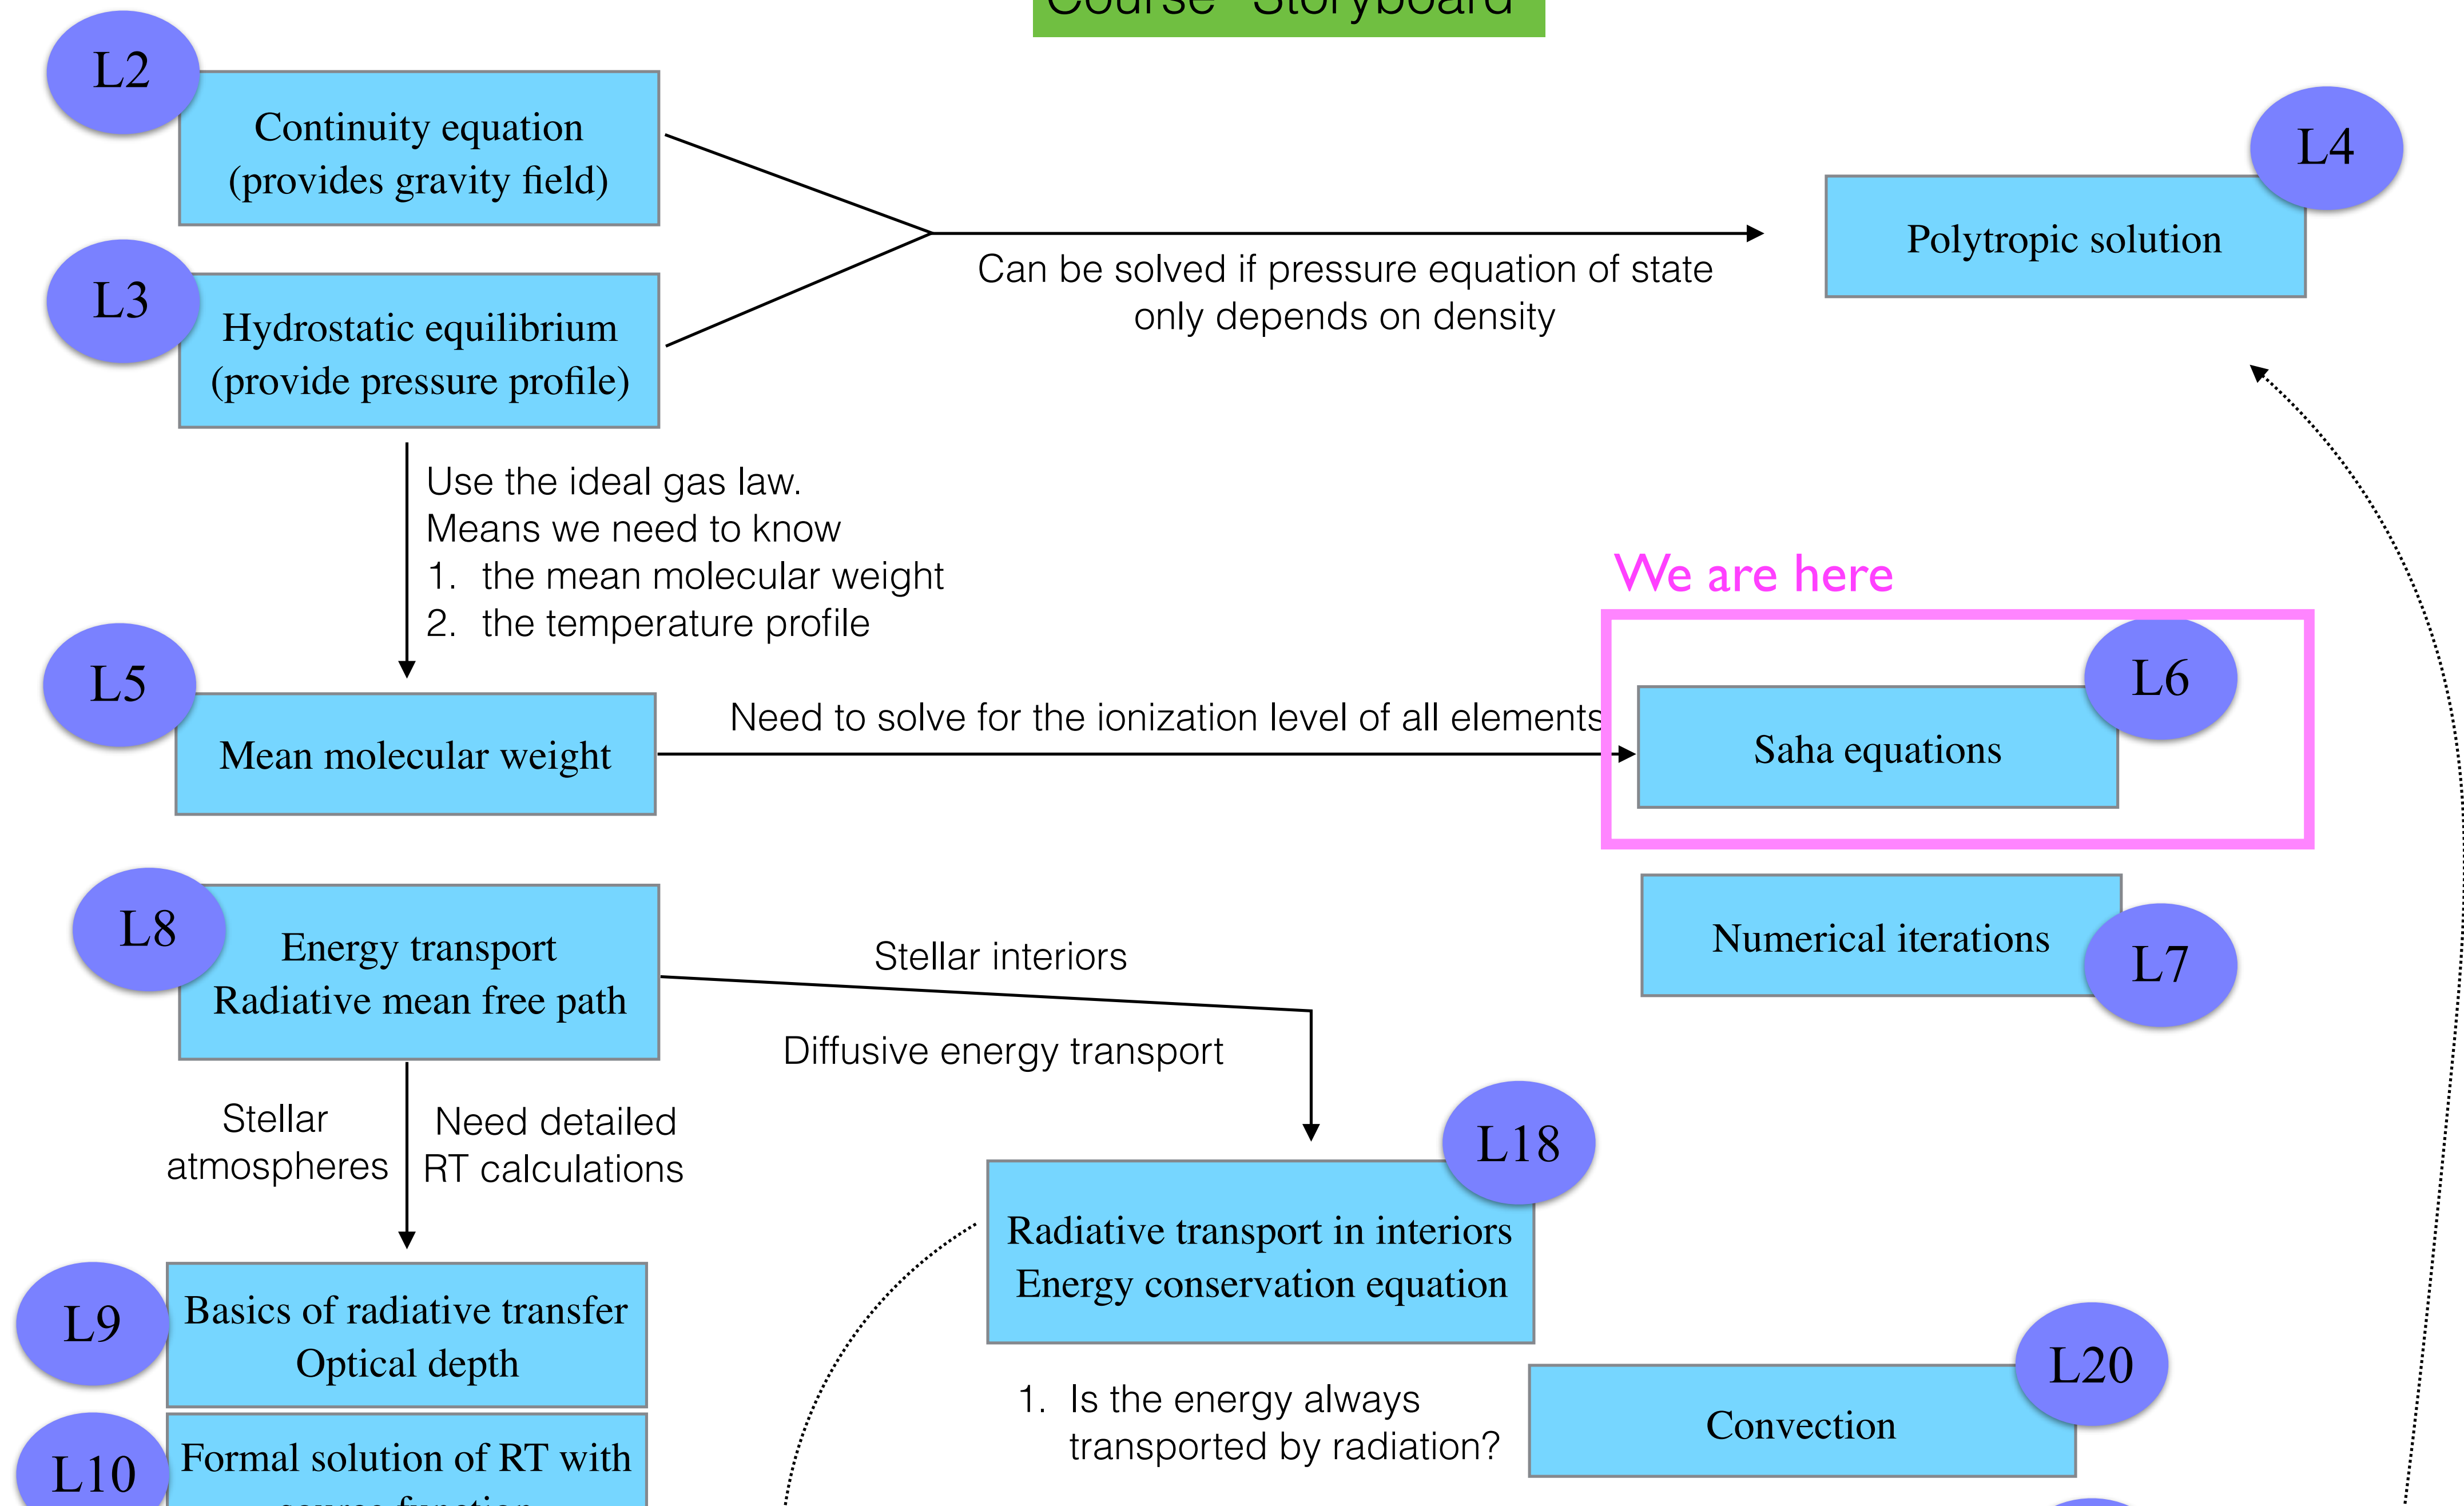 Course "Storyboard"
L2
Continuity equation
(provides gravity field)
L4
Polytropic solution
L3
Hydrostatic equilibrium
(provide pressure profile)
Can be solved if pressure equation of state
only depends on density
Use the ideal gas law.
Means we need to know
1. the mean molecular weight
2. the temperature profile
We are here
L5
Mean molecular weight
Need to solve for the ionization level of all elements
L6
Saha equations
L8
Energy transport
Radiative mean free path
Stellar interiors
Diffusive energy transport
Numerical iterations
L7
Stellar
atmospheres
Need detailed
RT calculations
L18
Radiative transport in interiors
Energy conservation equation
L9
Basics of radiative transfer
Optical depth
1. Is the energy always
transported by radiation?
L20
Convection
L10
Formal solution of RT with
source function